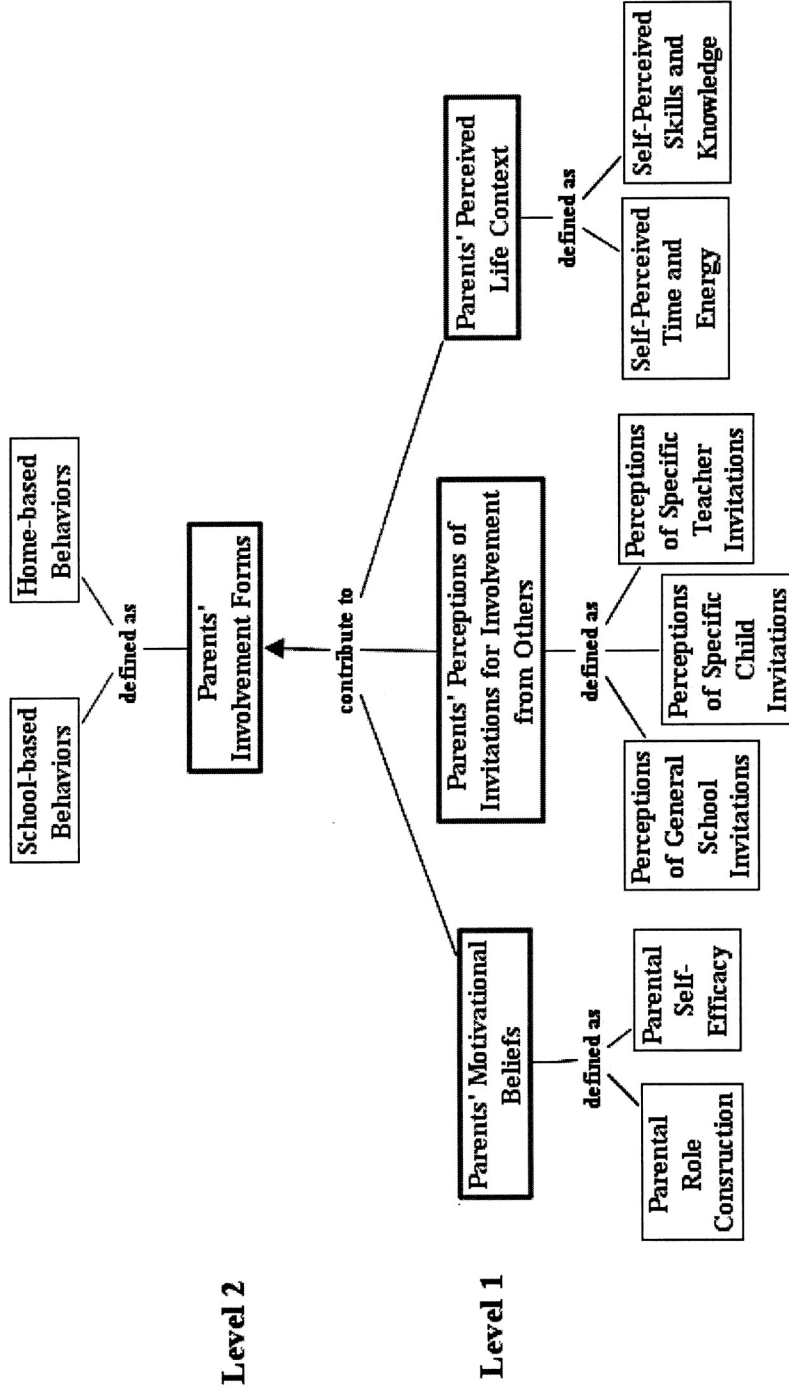 School-based
Behaviors
Home-based
Behaviors
defined as
Level 2
Parents'
Involvement Forms
contribute to
Level 1
Parents' Motivational
Beliefs
Parents' Perceptions of
Invitations for Involvement
from Others
Parents' Perceived
Life Context
defined as
defined as
defined as
Parental
Role
Consruction
Parental
Self-
Efficacy
Perceptions
of General
School
Invitations
Perceptions
of Specific
Child
Invitations
Perceptions
of Specific
Teacher
Invitations
Self-Perceived
Time and
Energy
Self-Perceived
Skills and
Knowledge